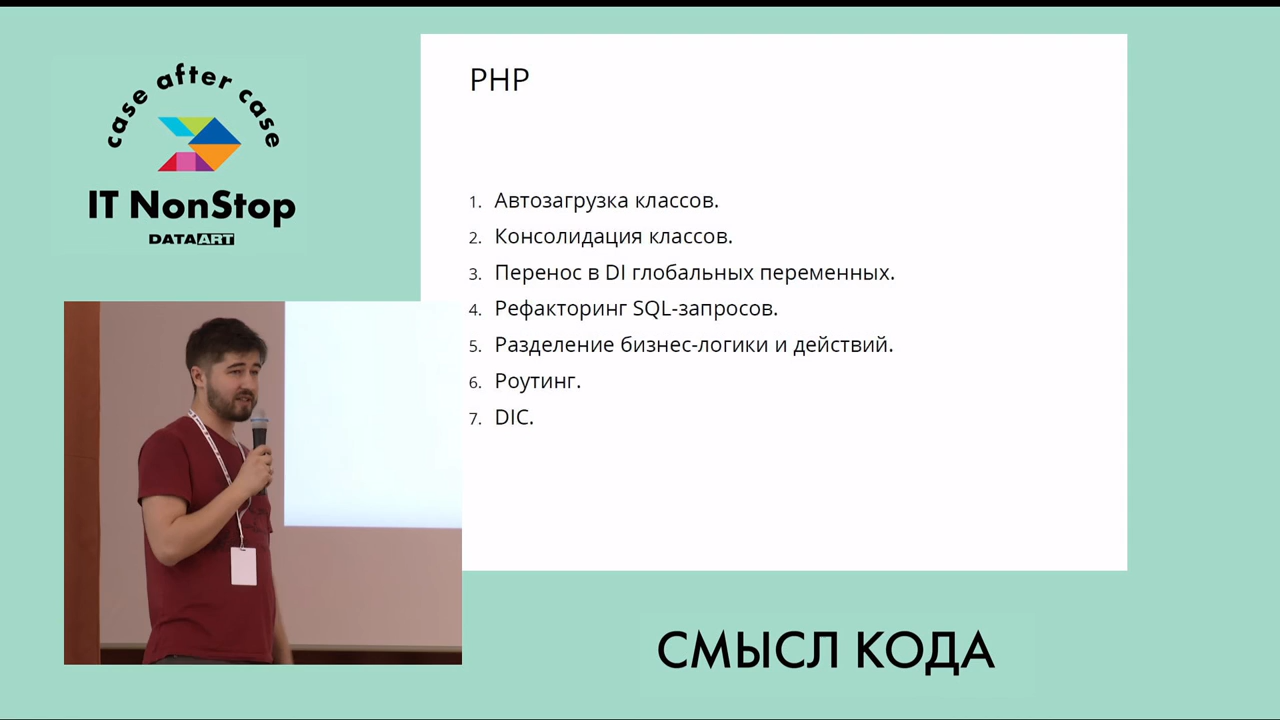 case after case
IT NonStop
DATAART
PHP
1. Автозагрузка классов.
2. Консолидация классов.
3. Перенос в DI глобальных переменных.
4. Рефакторинг SQL-запросов.
5. Разделение бизнес-логики и действий.
6. Роутинг.
7. DIC.
СМЫСЛ КОДА